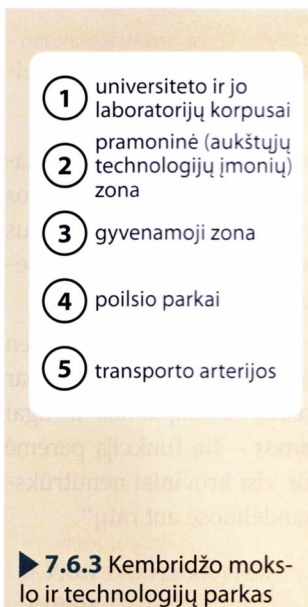 1 universiteto ir jo
laboratorijų korpusai
2 pramoninė (aukštųjų
technologijų įmonių)
zona
3 gyvenamoji zona
4 poilsio parkai
5 transporto arterijos
▶ 7.6.3 Kembridžo moks-
lo ir technologijų parkas